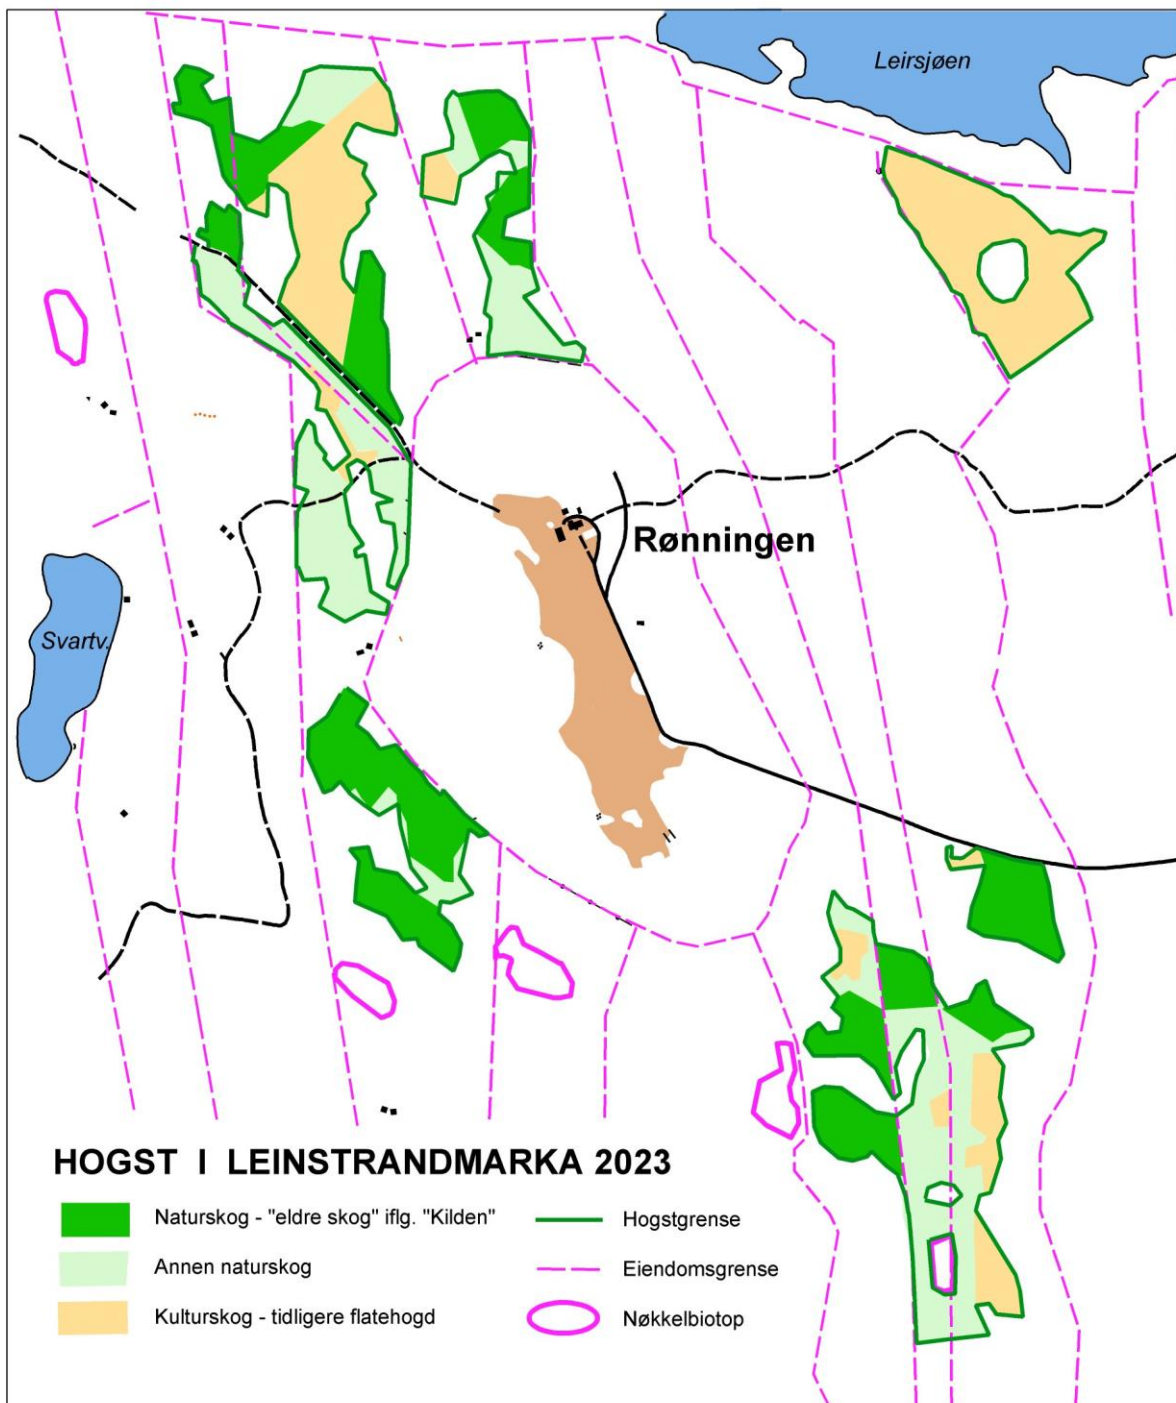 Leirsjøen
Rønningen
Svartv.
HOGST I LEINSTRANDMARKA 2023
Naturskog - "eldre skog" iflg. "Kilden"
Hogstgrense
Annen naturskog
Eiendomsgrense
Kulturskog - tidligere flatehogd
Nøkkelbiotop